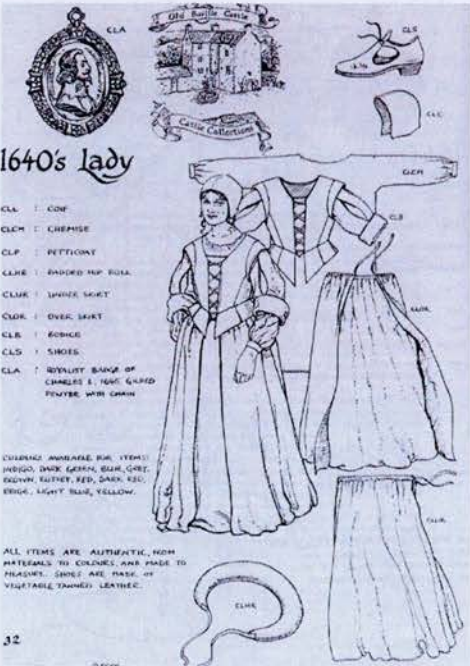 CLA
Old Buille Castle
Castle Collections
CLS
CLC
1640's Lady
CLCM
CLC : COIF
CLCM : CHEMISE
CLP : PETTICOAT
CLHR : PADDED HIP ROLL
CLUR : UNDER SKIRT
CLOR : OVER SKIRT
CLB : BODICE
CLS : SHOES
CLA : ROYALIST BADGE OF
CHARLES I, 1640. GILDED
PEWTER WITH CHAIN
CLB
CLOR
COLOURS AVAILABLE FOR ITEMS:
INDIGO, DARK GREEN, BLUE, GREY,
BROWN, RUSSET, RED, DARK RED,
BEIGE, LIGHT BLUE, YELLOW.
CLUR
ALL ITEMS ARE AUTHENTIC, FROM
MATERIALS TO COLOURS, AND MADE TO
MEASURE. SHOES ARE MADE OF
VEGETABLE TANNED LEATHER.
CLHR
32